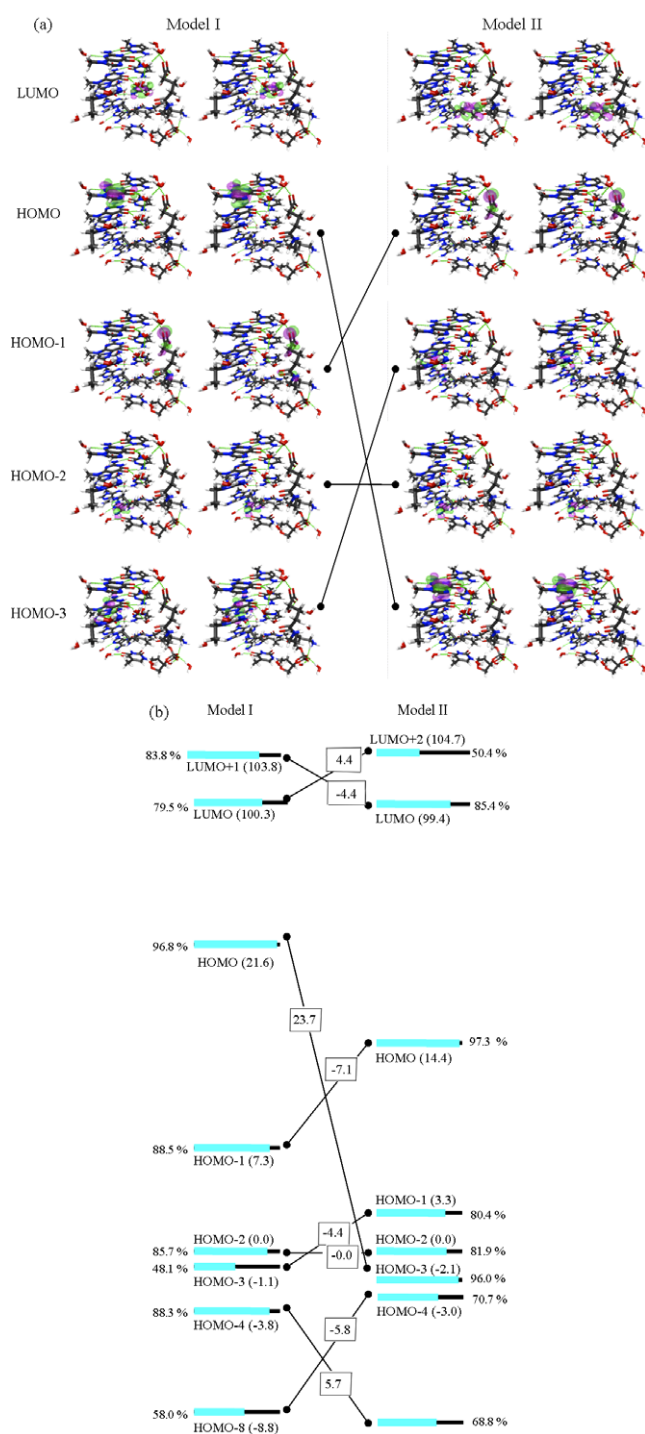 (a)
Model I Model II
LUMO
HOMO
HOMO-1
HOMO-2
HOMO-3
(b)
Model I Model II
LUMO+2 (104.7)
83.8 % 50.4 %
LUMO+1 (103.8) 4.4
-4.4
79.5 % 85.4 %
LUMO (100.3) LUMO (99.4)
96.8 %
HOMO (21.6)
23.7
97.3 %
HOMO (14.4)
-7.1
88.5 %
HOMO-1 (7.3)
HOMO-1 (3.3)
80.4 %
-4.4
HOMO-2 (0.0) HOMO-2 (0.0)
85.7 % -0.0 81.9 %
48.1 % HOMO-3 (-2.1)
HOMO-3 (-1.1) 96.0 %
70.7 %
88.3 % HOMO-4 (-3.0)
HOMO-4 (-3.8) -5.8
5.7
58.0 % 68.8 %
HOMO-8 (-8.8)